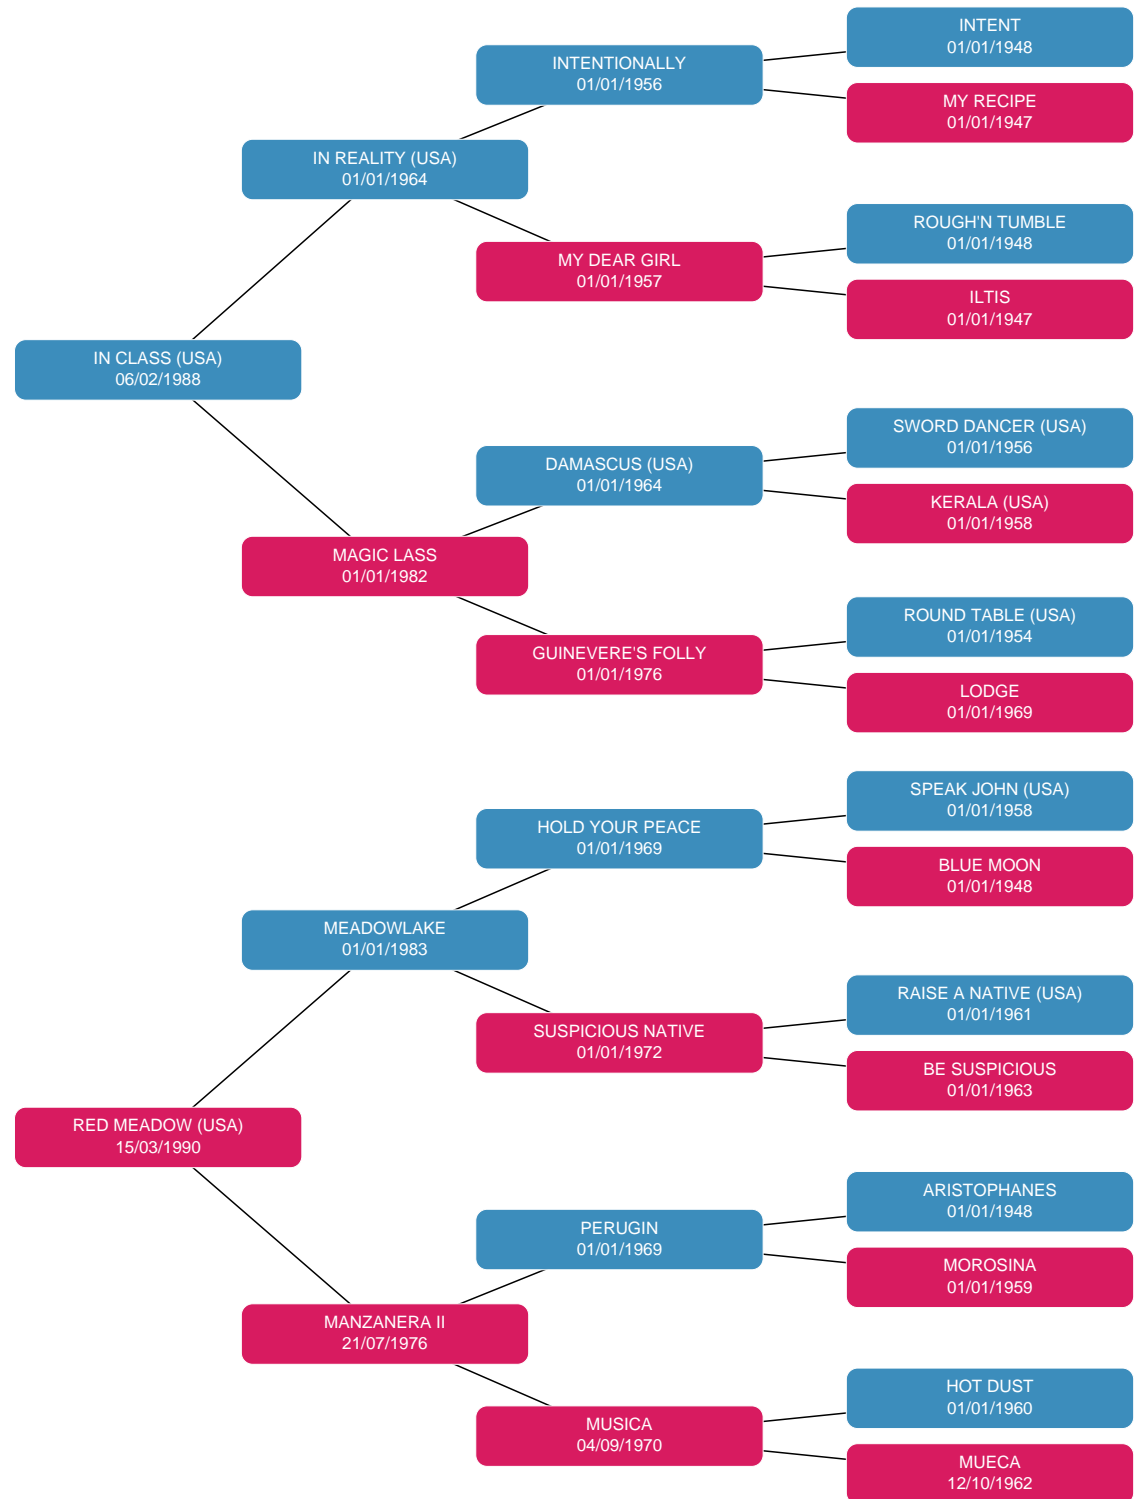 INTENT
01/01/1948
INTENTIONALLY
01/01/1956
MY RECIPE
01/01/1947
IN REALITY (USA)
01/01/1964
ROUGH'N TUMBLE
01/01/1948
MY DEAR GIRL
01/01/1957
ILTIS
01/01/1947
IN CLASS (USA)
06/02/1988
SWORD DANCER (USA)
01/01/1956
DAMASCUS (USA)
01/01/1964
KERALA (USA)
01/01/1958
MAGIC LASS
01/01/1982
ROUND TABLE (USA)
01/01/1954
GUINEVERE'S FOLLY
01/01/1976
LODGE
01/01/1969
SPEAK JOHN (USA)
01/01/1958
HOLD YOUR PEACE
01/01/1969
BLUE MOON
01/01/1948
MEADOWLAKE
01/01/1983
RAISE A NATIVE (USA)
01/01/1961
SUSPICIOUS NATIVE
01/01/1972
BE SUSPICIOUS
01/01/1963
RED MEADOW (USA)
15/03/1990
ARISTOPHANES
01/01/1948
PERUGIN
01/01/1969
MOROSINA
01/01/1959
MANZANERA II
21/07/1976
HOT DUST
01/01/1960
MUSICA
04/09/1970
MUECA
12/10/1962